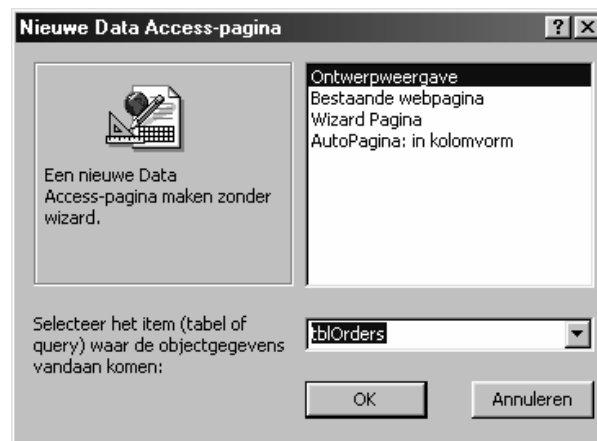 Nieuwe Data Access-pagina
Ontwerpweergave
Bestaande webpagina
Wizard Pagina
AutoPagina: in kolomvorm
Een nieuwe Data
Access-pagina maken zonder
wizard.
Selecteer het item (tabel of
query) waar de objectgegevens
vandaan komen:
tblOrders
OK
Annuleren